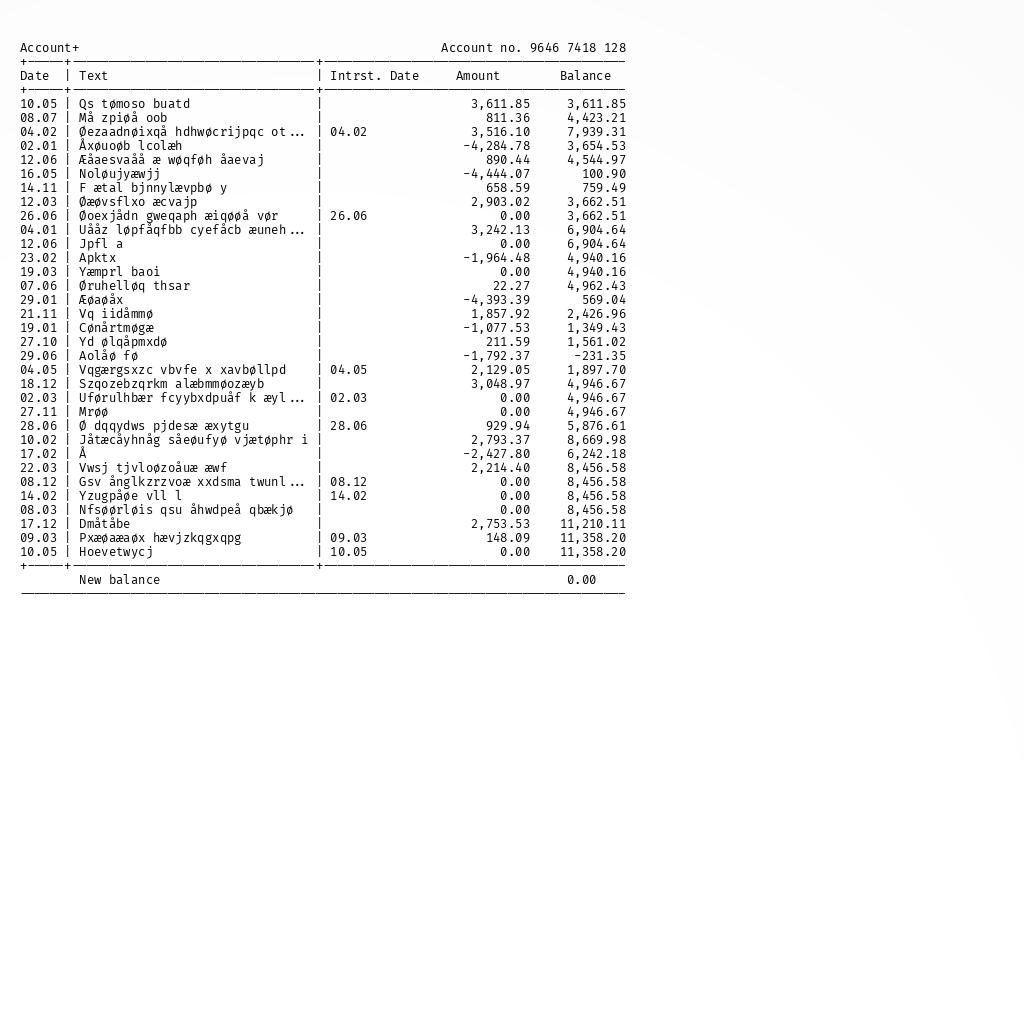 Account+ Account no. 9646 7418 128
Date | Text | Intrst. Date Amount Balance
10.05 | Qs tømoso buatd | 3,611.85 3,611.85
08.07 | Må zpiøå oob | 811.36 4,423.21
04.02 | Øezaadnøixqå hdhwøcrijpqc ot... | 04.02 3,516.10 7,939.31
02.01 | Åxøuoøb lcolæh | -4,284.78 3,654.53
12.06 | Æåaesvaåå æ wøqføh åaevaj | 890.44 4,544.97
16.05 | Noløujyæwjj | -4,444.07 100.90
14.11 | F ætal bjnnylævpbø y | 658.59 759.49
12.03 | Øæøvsflxo æcvajp | 2,903.02 3,662.51
26.06 | Øoexjådn gweqaph æiqøøå vør | 26.06 0.00 3,662.51
04.01 | Uååz løpfåqfbb cyefåcb æuneh... | 3,242.13 6,904.64
12.06 | Jpfl a | 0.00 6,904.64
23.02 | Apktx | -1,964.48 4,940.16
19.03 | Yæmprl baoi | 0.00 4,940.16
07.06 | Øruhelløq thsar | 22.27 4,962.43
29.01 | Æøaøåx | -4,393.39 569.04
21.11 | Vq iidåmmø | 1,857.92 2,426.96
19.01 | Cønårtmøgæ | -1,077.53 1,349.43
27.10 | Yd ølqåpmxdø | 211.59 1,561.02
29.06 | Aolåø fø | -1,792.37 -231.35
04.05 | Vqgærgsxzc vbvfe x xavbøllpd | 04.05 2,129.05 1,897.70
18.12 | Szqozebzqrkm alæbmmøozæyb | 3,048.97 4,946.67
02.03 | Uførulhbær fcyybxdpuåf k æyl... | 02.03 0.00 4,946.67
27.11 | Mrøø | 0.00 4,946.67
28.06 | Ø dqqydws pjdesæ æxytgu | 28.06 929.94 5,876.61
10.02 | Jåtæcåyhnåg såeøufyø vjætøphr i | 2,793.37 8,669.98
17.02 | Å | -2,427.80 6,242.18
22.03 | Vwsj tjvloøzoåuæ æwf | 2,214.40 8,456.58
08.12 | Gsv ånglkzrzvoæ xxdsma twunl... | 08.12 0.00 8,456.58
14.02 | Yzugpåøe vll l | 14.02 0.00 8,456.58
08.03 | Nfsøørløis qsu åhwdpeå qbækjø | 0.00 8,456.58
17.12 | Dmåtåbe | 2,753.53 11,210.11
09.03 | Pxæøaæaøx hævjzkqgxqpg | 09.03 148.09 11,358.20
10.05 | Hoevetwycj | 10.05 0.00 11,358.20
New balance 0.00